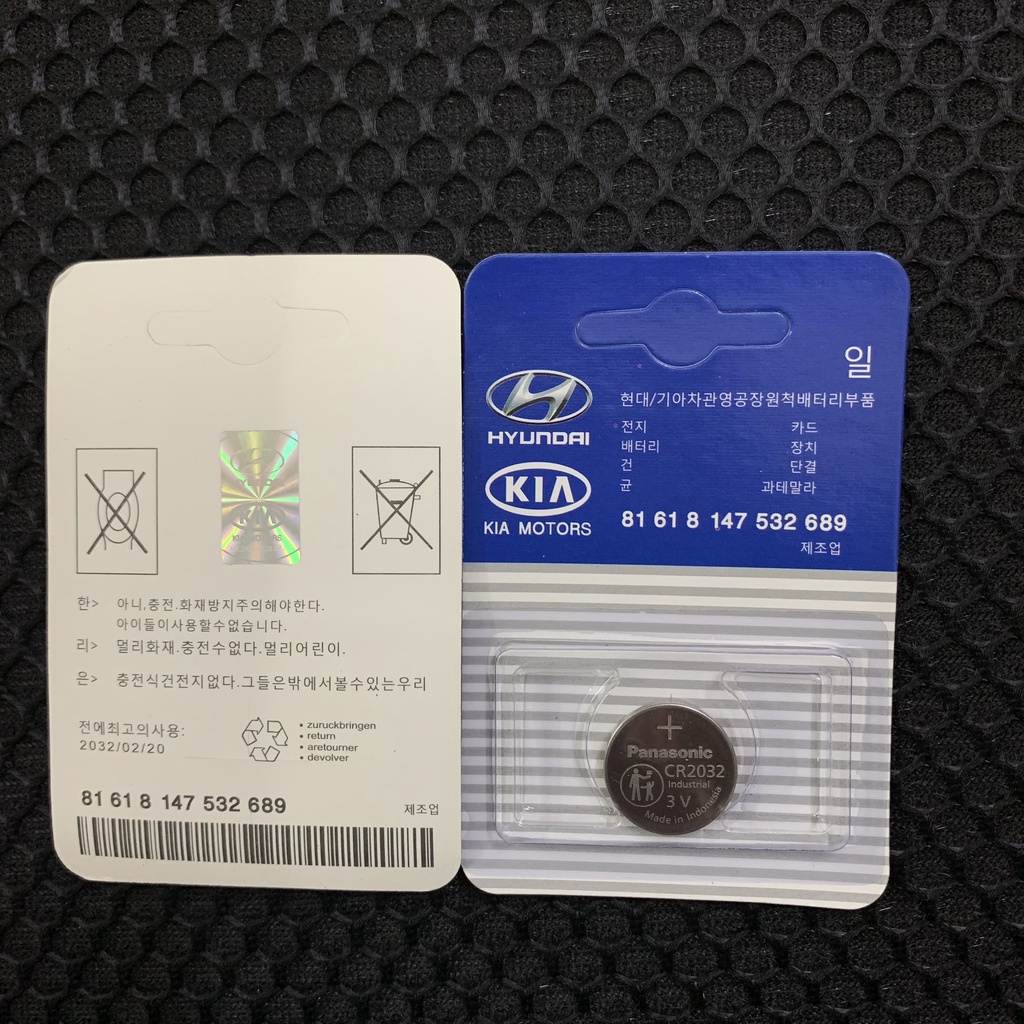 한> 아니,충전.화재방지주의해야한다.
아이들이사용할수없습니다.
리> 멀리화재.충전수없다.멀리어린이.
은> 충전식건전지없다.그들은밖에서볼수있는우리
전에최고의사용:
2032/02/20
• zuruckbringen
• return
• aretourner
• devolver
81 61 8 147 532 689
제조업
KIA
KIA MOTORS
일
HYUNDAI
현대/기아차관영공장원척배터리부품
전지 카드
배터리 장치
건 단결
균 과테말라
KIA
KIA MOTORS
81 61 8 147 532 689
제조업
+
Panasonic
CR2032
Industrial
3 V
Made in Indonesia